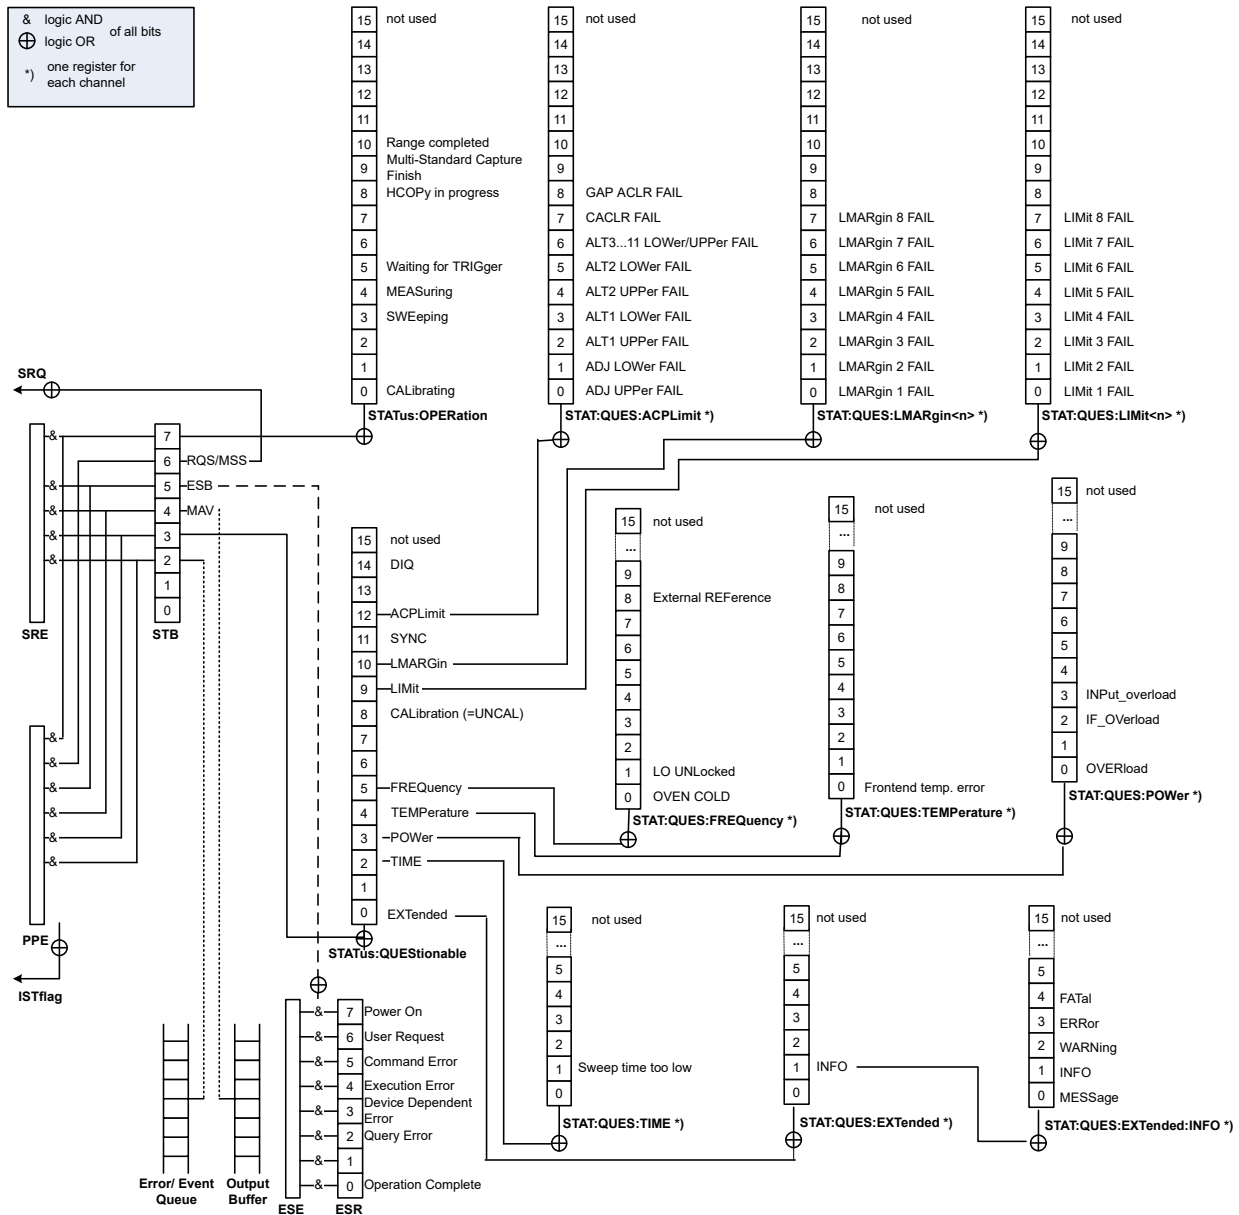 & logic AND
of all bits
logic OR
*) one register for
each channel
15 not used
14
13
12
11
10 Range completed
9 Multi-Standard Capture
Finish
8 HCOPy in progress
7
6
5 Waiting for TRIGger
4 MEASuring
3 SWEeping
2
1
0 CALibrating
STATus:OPERation
15 not used
14
13
12
11
10
9
8 GAP ACLR FAIL
7 CACLR FAIL
6 ALT3...11 LOWer/UPPer FAIL
5 ALT2 LOWer FAIL
4 ALT2 UPPer FAIL
3 ALT1 LOWer FAIL
2 ALT1 UPPer FAIL
1 ADJ LOWer FAIL
0 ADJ UPPer FAIL
STAT:QUES:ACPLimit *)
15 not used
14
13
12
11
10
9
8
7 LMARgin 8 FAIL
6 LMARgin 7 FAIL
5 LMARgin 6 FAIL
4 LMARgin 5 FAIL
3 LMARgin 4 FAIL
2 LMARgin 3 FAIL
1 LMARgin 2 FAIL
0 LMARgin 1 FAIL
STAT:QUES:LMARgin<n> *)
15 not used
14
13
12
11
10
9
8
7 LIMit 8 FAIL
6 LIMit 7 FAIL
5 LIMit 6 FAIL
4 LIMit 5 FAIL
3 LIMit 4 FAIL
2 LIMit 3 FAIL
1 LIMit 2 FAIL
0 LIMit 1 FAIL
STAT:QUES:LIMit<n> *)
SRQ
&
&
&
&
&
SRE
7
6 RQS/MSS
5 ESB
4 MAV
3
2
1
0
STB
&
&
&
&
&
&
PPE
ISTflag
15 not used
14 DIQ
13
12 ACPLimit
11 SYNC
10 LMARGin
9 LIMit
8 CALibration (=UNCAL)
7
6
5 FREQuency
4 TEMPerature
3 POWer
2 TIME
1
0 EXTended
STATus:QUEStionable
15 not used
...
9
8 External REFerence
7
6
5
4
3
2
1 LO UNLocked
0 OVEN COLD
STAT:QUES:FREQuency *)
15 not used
...
9
8
7
6
5
4
3
2
1
0 Frontend temp. error
STAT:QUES:TEMPerature *)
15 not used
...
9
8
7
6
5
4
3 INPut_overload
2 IF_OVerload
1
0 OVERload
STAT:QUES:POWer *)
15 not used
...
5
4
3
2
1 Sweep time too low
0
STAT:QUES:TIME *)
15 not used
...
5
4
3
2
1 INFO
0
STAT:QUES:EXTended *)
15 not used
...
5
4 FATal
3 ERRor
2 WARNing
1 INFO
0 MESSage
STAT:QUES:EXTended:INFO *)
Error/ Event
Queue
Output
Buffer
& 7 Power On
& 6 User Request
& 5 Command Error
& 4 Execution Error
& 3 Device Dependent
Error
& 2 Query Error
& 1
& 0 Operation Complete
ESE
ESR